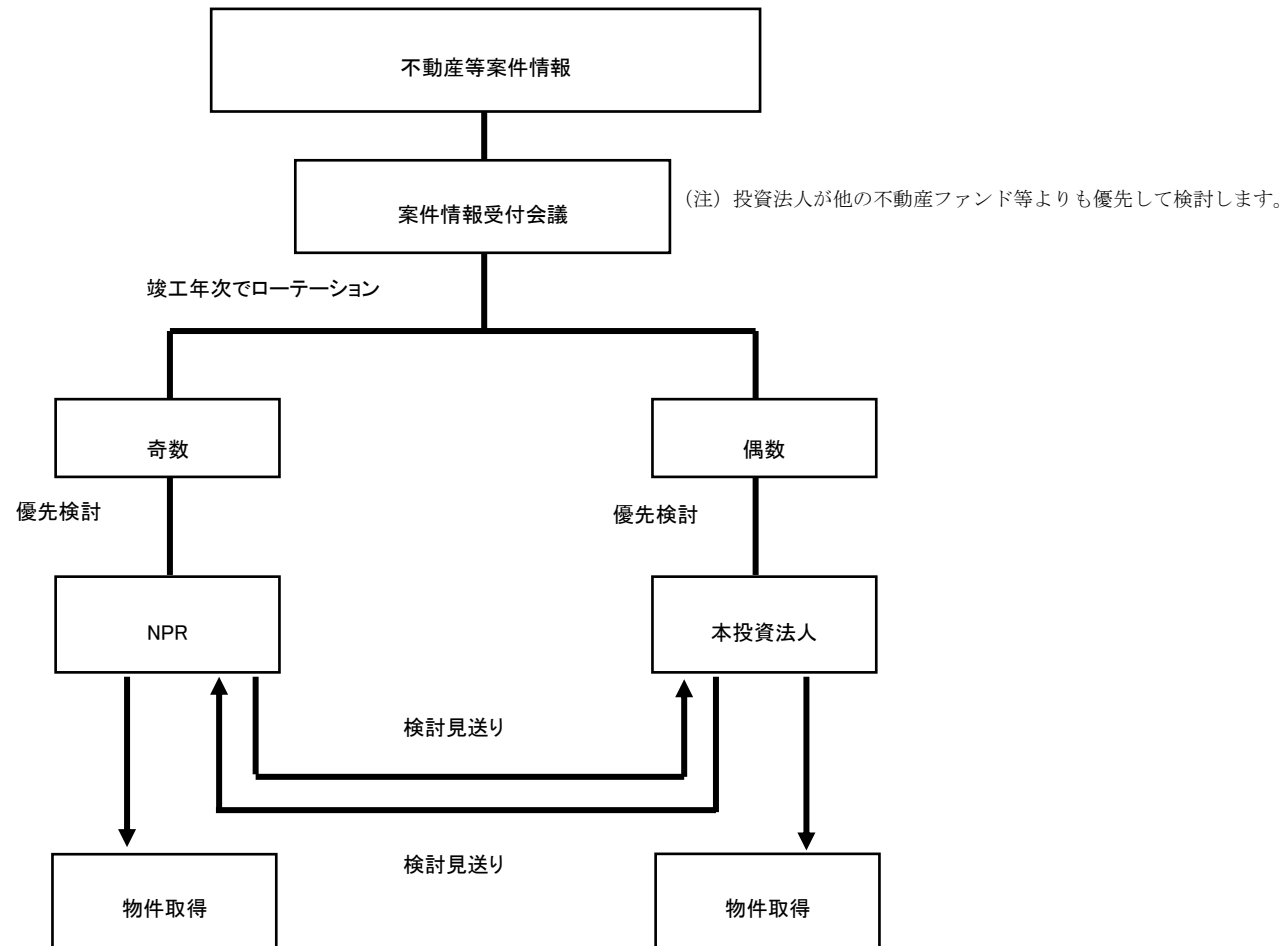 不動産等案件情報
案件情報受付会議
（注）投資法人が他の不動産ファンド等よりも優先して検討します。
竣工年次でローテーション
奇数
偶数
優先検討
優先検討
NPR
本投資法人
検討見送り
検討見送り
物件取得
物件取得